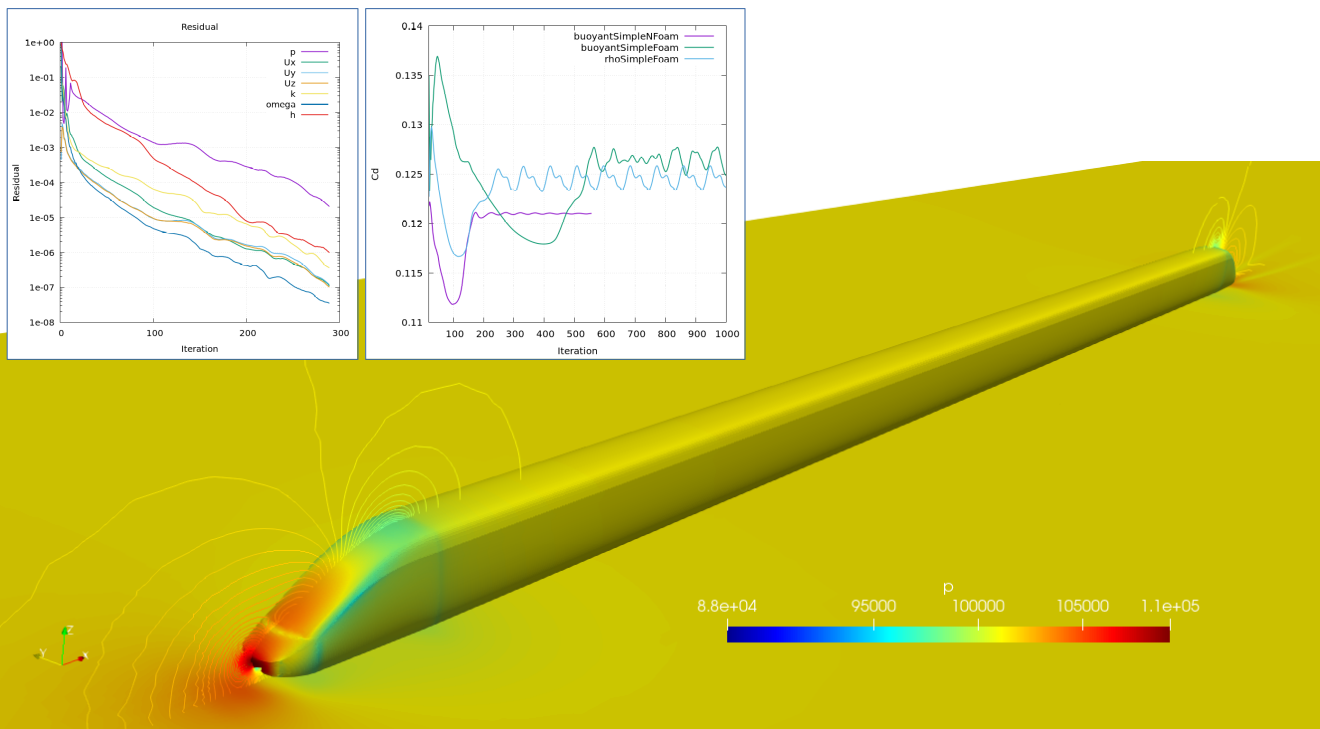 Residual
1e+00
1e-01
1e-02
1e-03
1e-04
1e-05
1e-06
1e-07
1e-08
Residual
p
Ux
Uy
Uz
k
omega
h
0 100 200 300
Iteration
0.14
0.135
0.13
0.125
0.12
0.115
0.11
Cd
buoyantSimpleNFoam
buoyantSimpleFoam
rhoSimpleFoam
100 200 300 400 500 600 700 800 900 1000
Iteration
p
8.8e+04 95000 100000 105000 1.1e+05
Z
Y
X